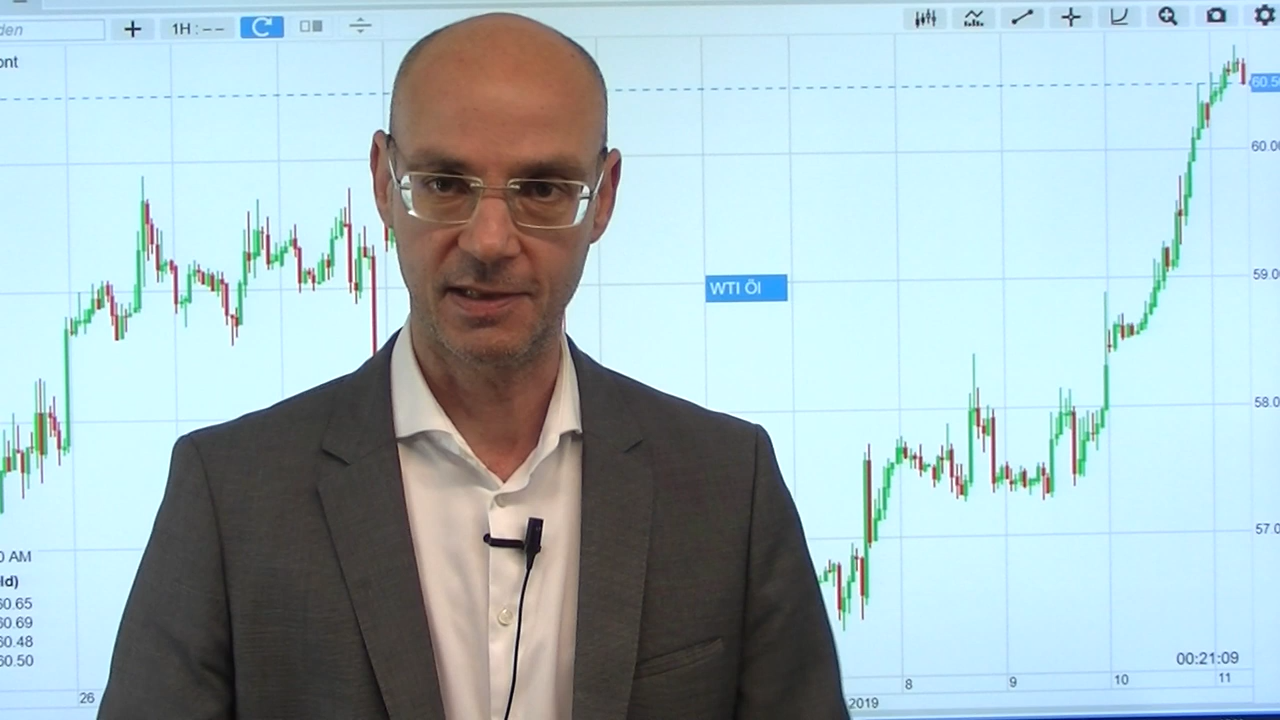 den
1H : – –
ont
60.5
60.00
59.0
WTI Öl
58.0
57.0
0 AM
ld)
60.65
60.69
60.48
60.50
00:21:09
26
8
9
10
11
2019